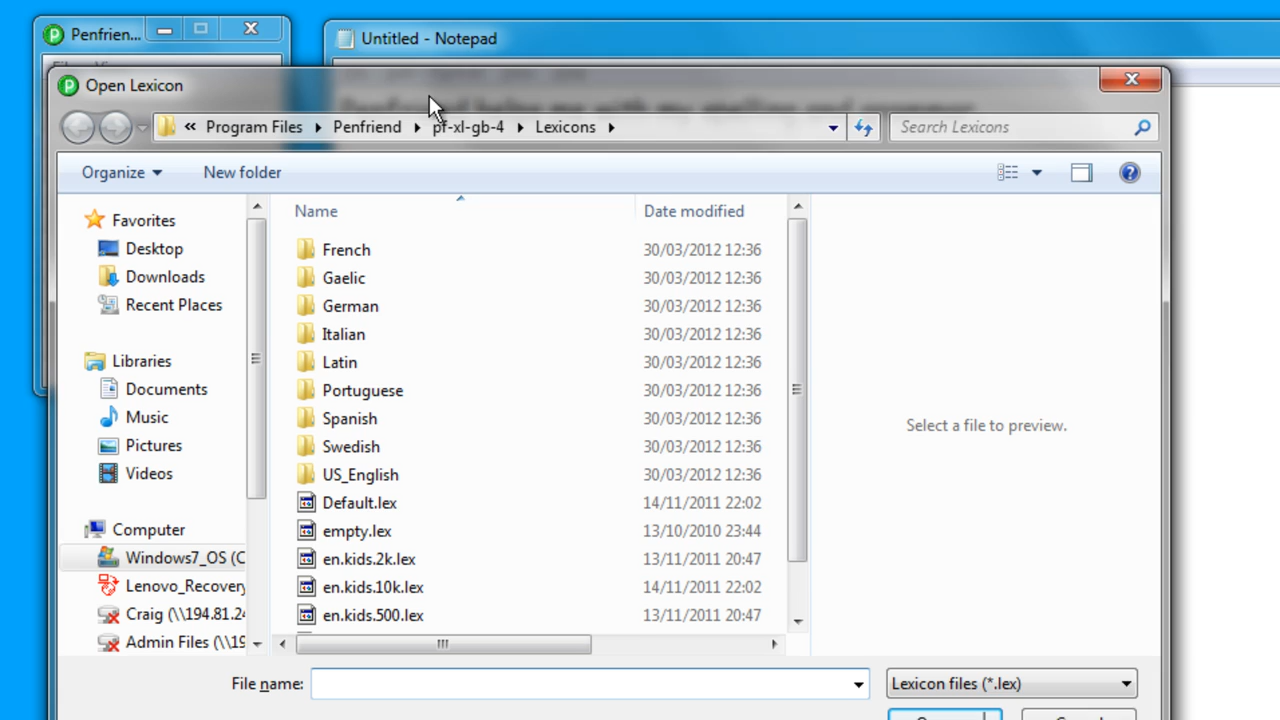 Penfrien...
Untitled - Notepad
Open Lexicon
« Program Files Penfriend pf-xl-gb-4 Lexicons
Search Lexicons
Organize New folder
Name Date modified
Favorites
Desktop
Downloads
Recent Places
Libraries
Documents
Music
Pictures
Videos
Computer
Windows7_OS (C
Lenovo_Recovery
Craig (\\194.81.24
Admin Files (\\19
French 30/03/2012 12:36
Gaelic 30/03/2012 12:36
German 30/03/2012 12:36
Italian 30/03/2012 12:36
Latin 30/03/2012 12:36
Portuguese 30/03/2012 12:36
Spanish 30/03/2012 12:36
Swedish 30/03/2012 12:36
US_English 30/03/2012 12:36
Default.lex 14/11/2011 22:02
empty.lex 13/10/2010 23:44
en.kids.2k.lex 13/11/2011 20:47
en.kids.10k.lex 14/11/2011 22:02
en.kids.500.lex 13/11/2011 20:47
Select a file to preview.
File name:
Lexicon files (*.lex)